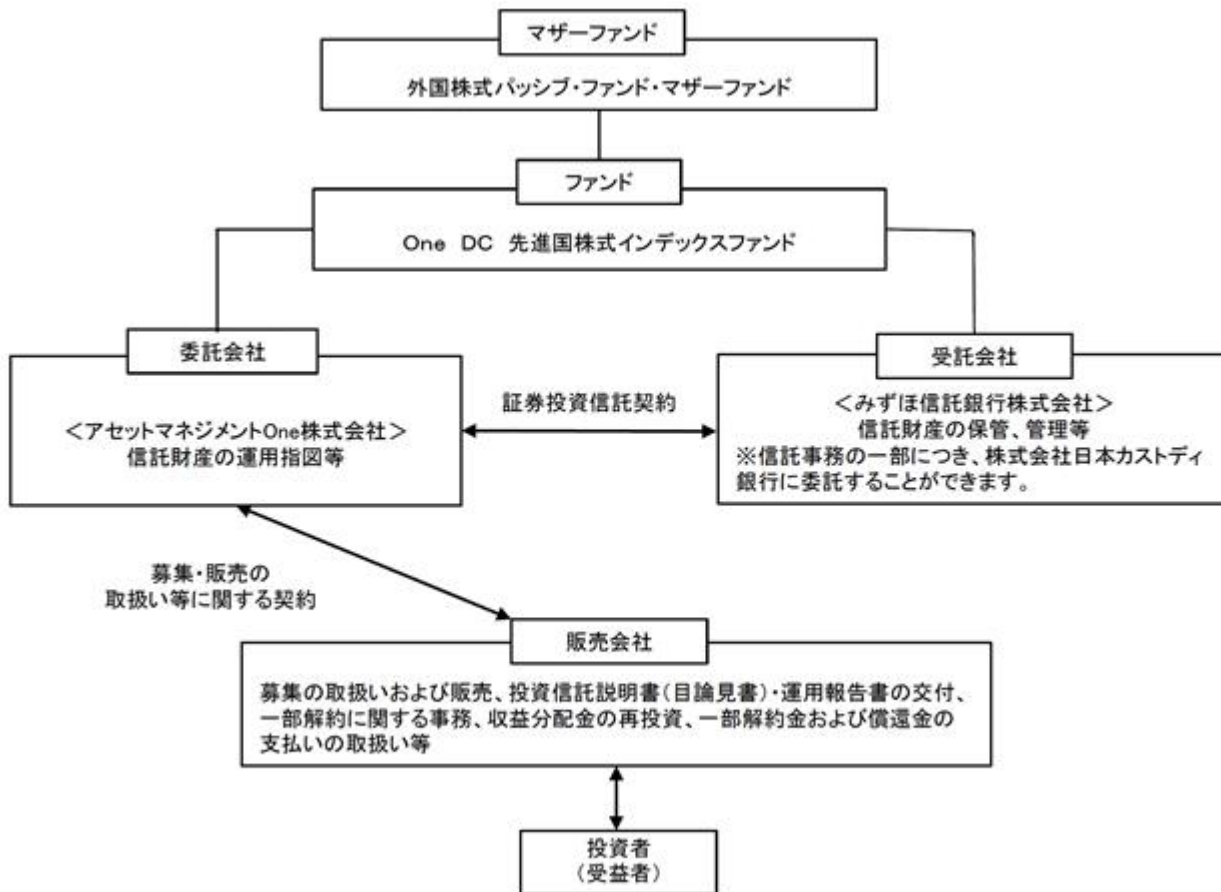 マザーファンド
外国株式パッシブ・ファンド・マザーファンド
ファンド
One DC 先進国株式インデックスファンド
委託会社
<アセットマネジメントOne株式会社>
信託財産の運用指図等
証券投資信託契約
受託会社
<みずほ信託銀行株式会社>
信託財産の保管、管理等
※信託事務の一部につき、株式会社日本カストディ
銀行に委託することができます。
募集・販売の
取扱い等に関する契約
販売会社
募集の取扱いおよび販売、投資信託説明書(目論見書)・運用報告書の交付、
一部解約に関する事務、収益分配金の再投資、一部解約金および償還金の
支払いの取扱い等
投資者
(受益者)